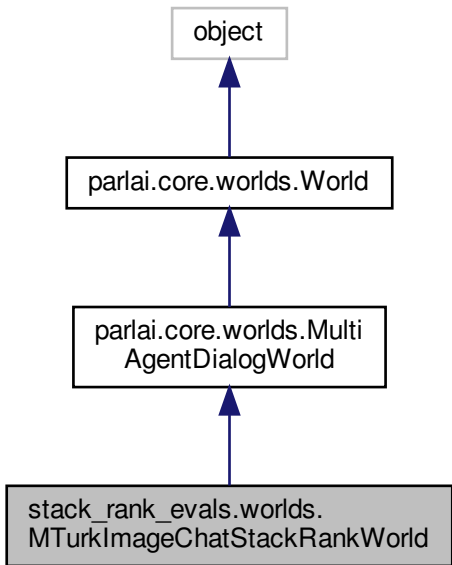 object
parlai.core.worlds.World
parlai.core.worlds.Multi
AgentDialogWorld
stack_rank_evals.worlds.
MTurkImageChatStackRankWorld